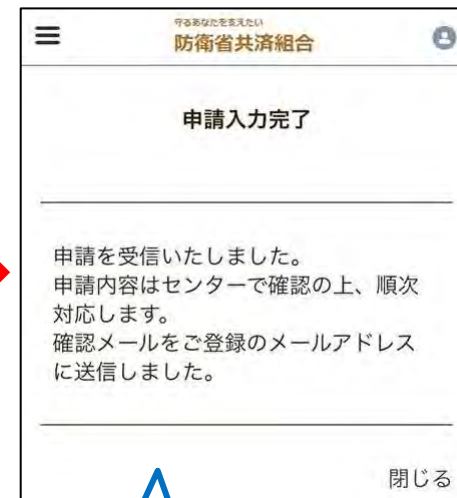 守るあなたを支えたい
防衛省共済組合
申請入力完了
申請を受信いたしました。
申請内容はセンターで確認の上、順次
対応します。
確認メールをご登録のメールアドレス
に送信しました。
閉じる